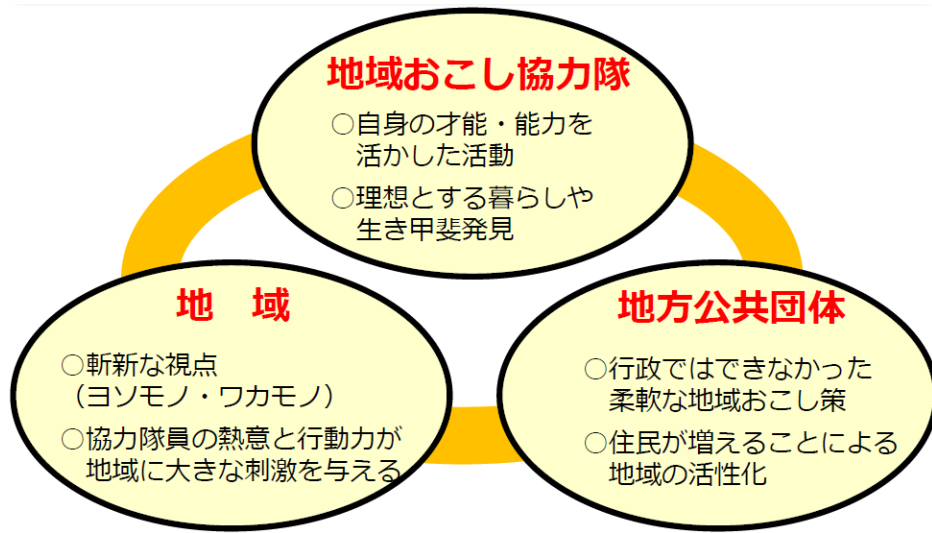 地域おこし協力隊
○自身の才能・能力を
活かした活動
○理想とする暮らしや
生き甲斐発見
地　域
○斬新な視点
（ヨソモノ・ワカモノ）
○協力隊員の熱意と行動力が
地域に大きな刺激を与える
地方公共団体
○行政ではできなかった
柔軟な地域おこし策
○住民が増えることによる
地域の活性化